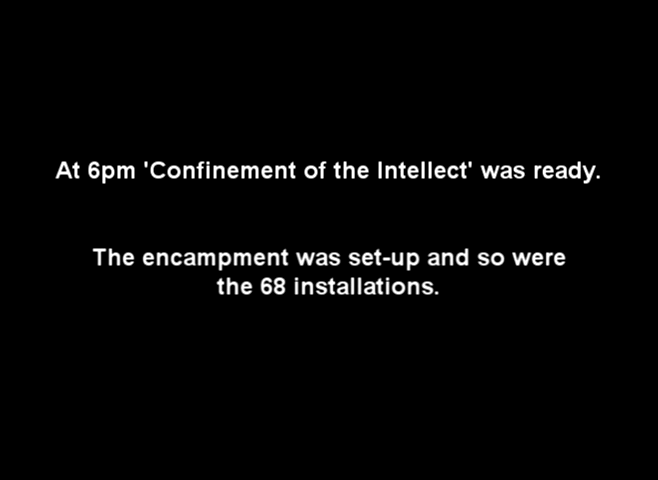 At 6pm 'Confinement of the Intellect' was ready.
The encampment was set-up and so were
the 68 installations.